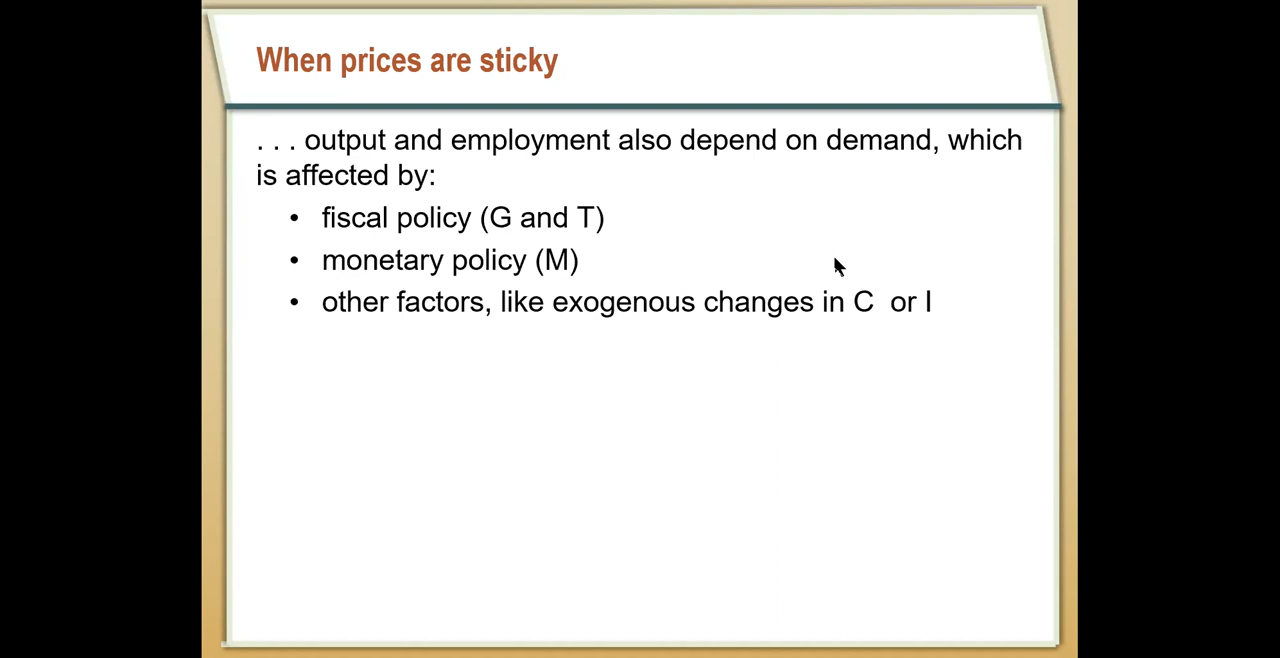 When prices are sticky
. . . output and employment also depend on demand, which
is affected by:
• fiscal policy (G and T)
• monetary policy (M)
• other factors, like exogenous changes in C or I